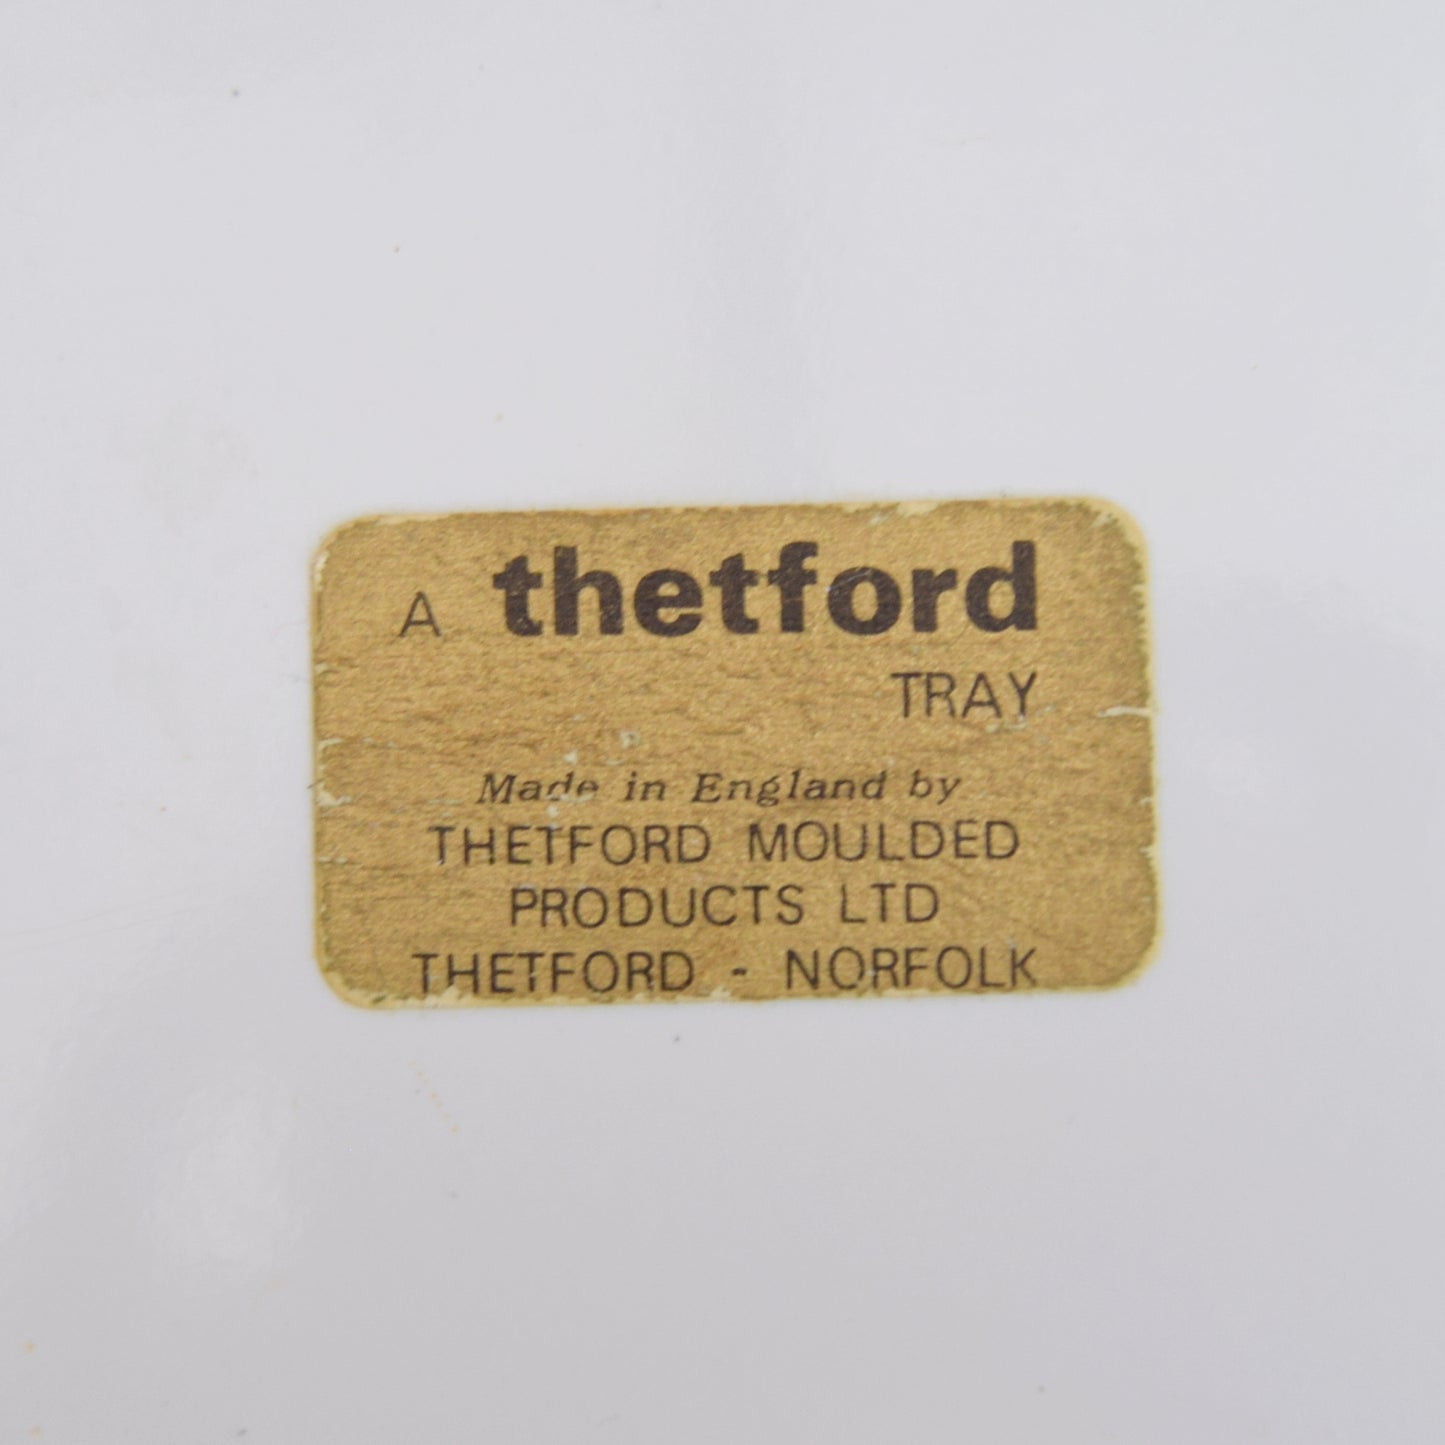 A thetford
TRAY
Made in England by
THETFORD MOULDED
PRODUCTS LTD
THETFORD - NORFOLK